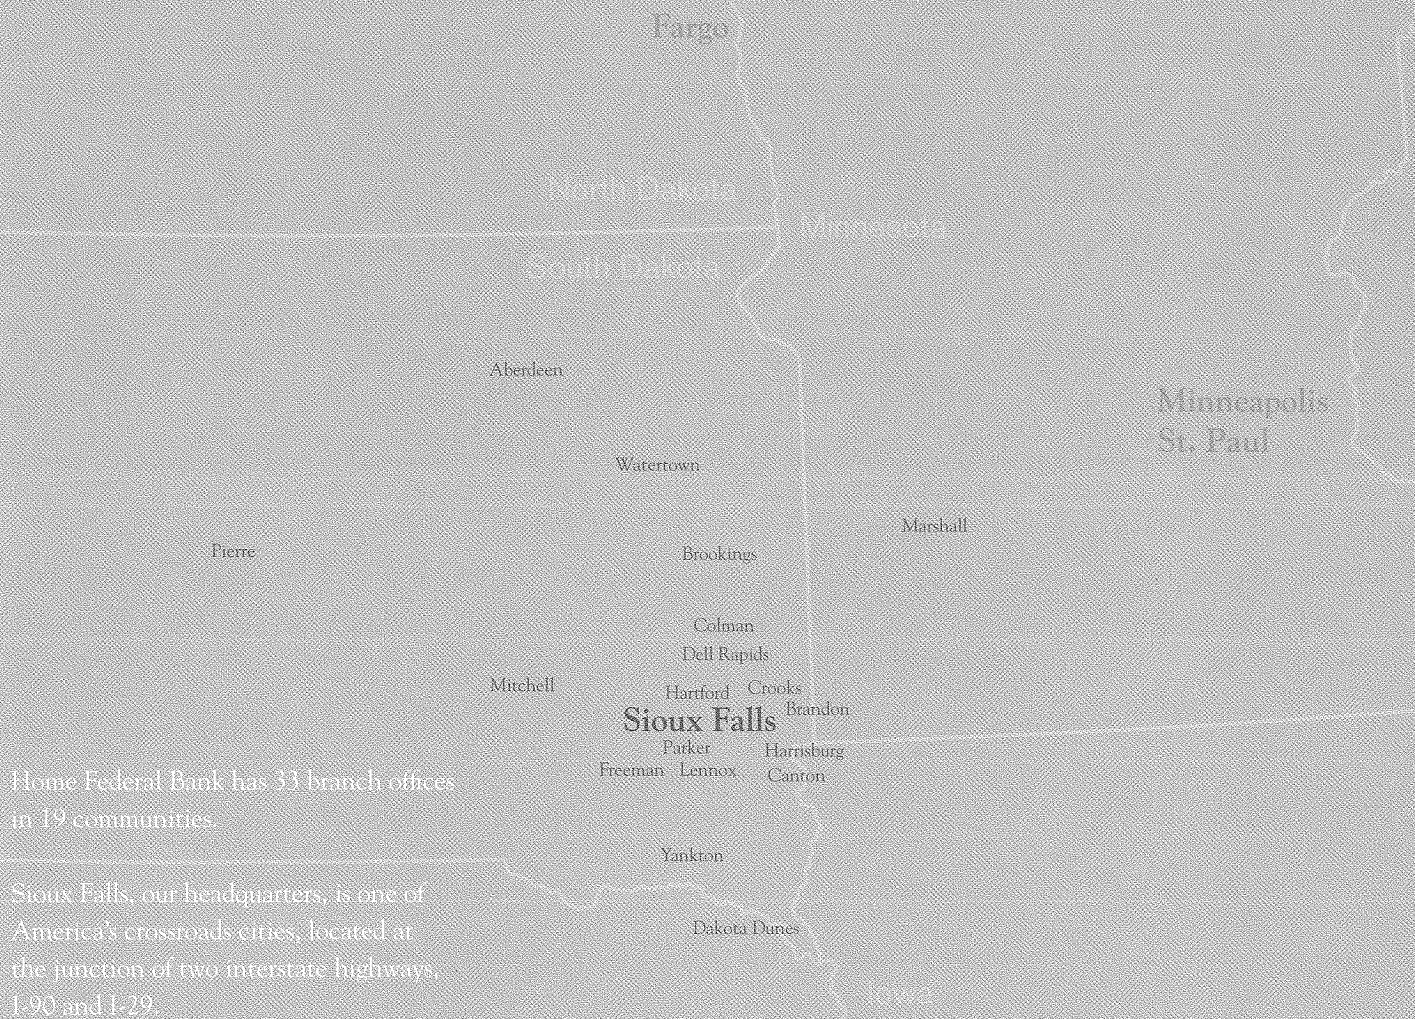 Fargo
North Dakota
Minnesota
South Dakota
Aberdeen
Minneapolis
St. Paul
Watertown
Marshall
Pierre
Brookings
Colman
Dell Rapids
Mitchell
Hartford
Crooks
Brandon
Sioux Falls
Parker
Harrisburg
Freeman
Lennox
Canton
Home Federal Bank has 33 branch offices
in 19 communities.
Yankton
Sioux Falls, our headquarters, is one of
America's crossroads cities, located at
the junction of two interstate highways,
I-90 and I-29.
Dakota Dunes
Iowa